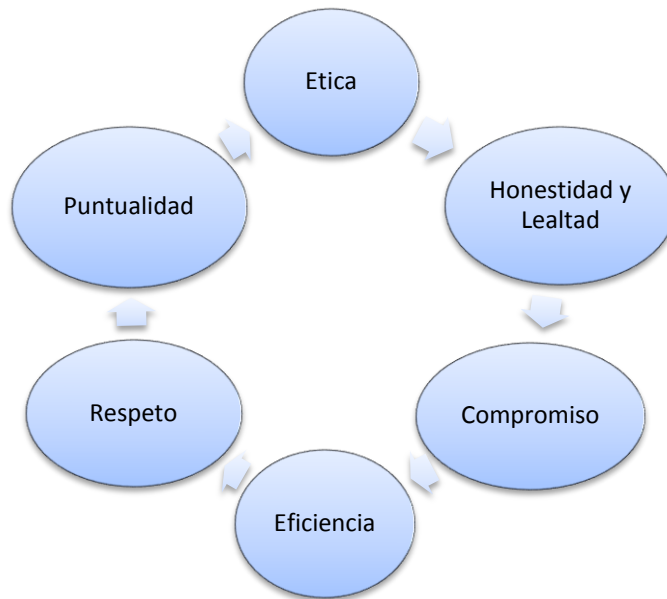 Etica
Honestidad y
Lealtad
Compromiso
Eficiencia
Respeto
Puntualidad